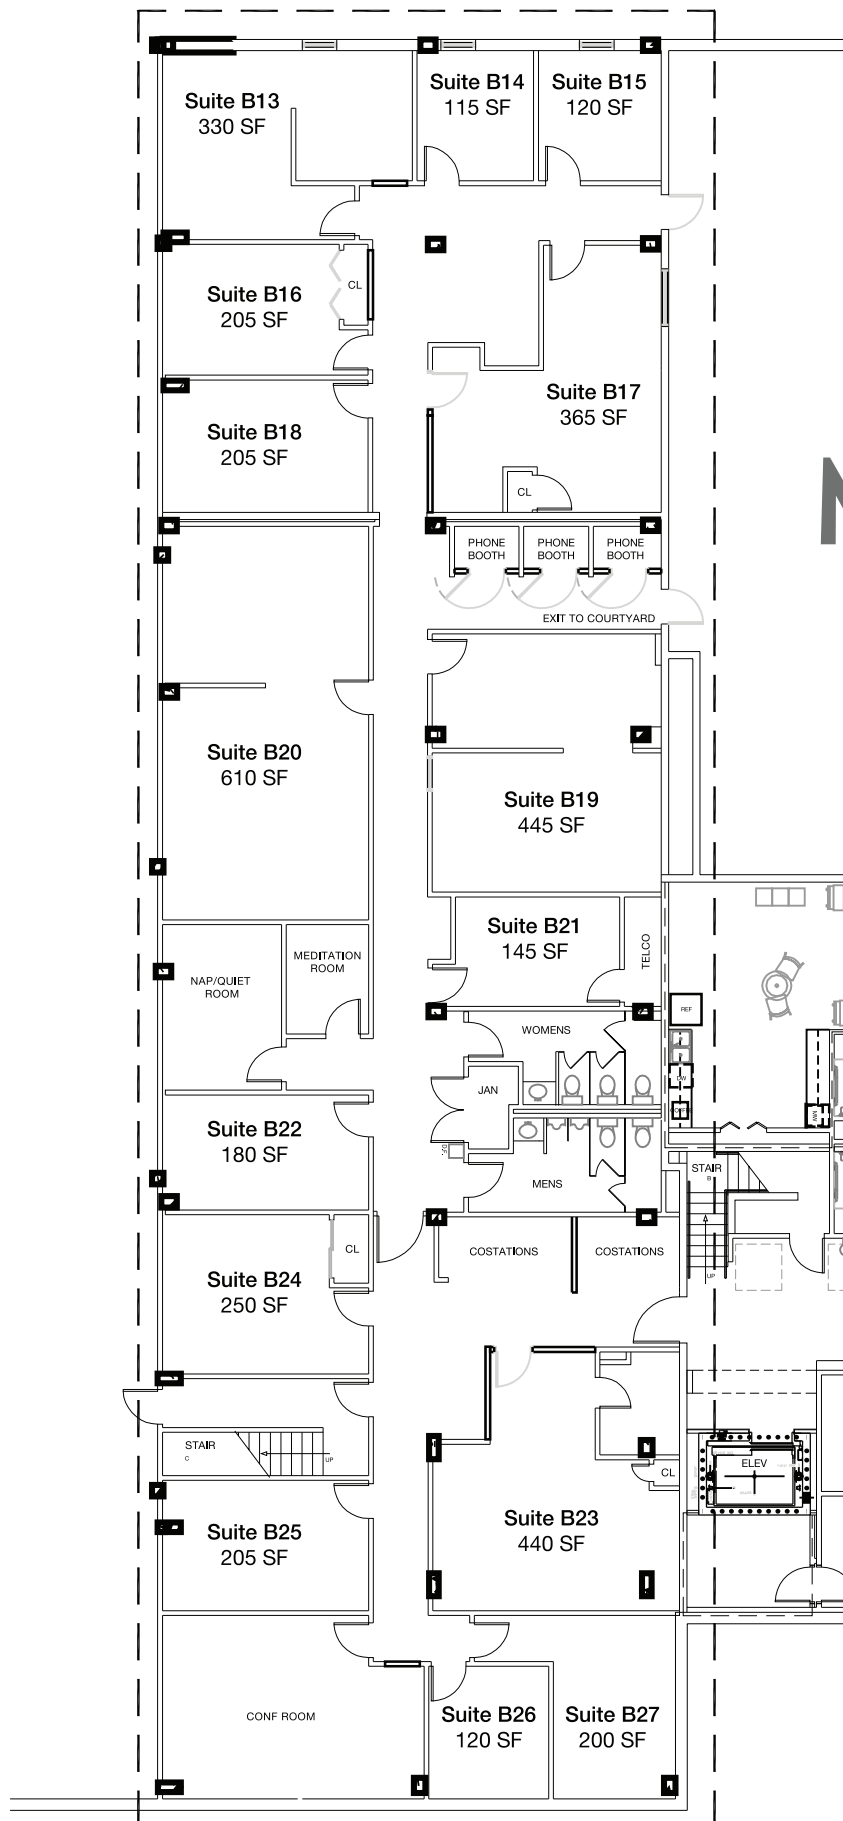 Suite B13
330 SF
Suite B14
115 SF
Suite B15
120 SF
Suite B16
205 SF
CL
Suite B17
365 SF
Suite B18
205 SF
CL
PHONE
BOOTH
PHONE
BOOTH
PHONE
BOOTH
EXIT TO COURTYARD
Suite B20
610 SF
Suite B19
445 SF
Suite B21
145 SF
TELCO
MEDITATION
ROOM
NAP/QUIET
ROOM
REF
WOMENS
DW
JAN
MW
Suite B22
180 SF
D.F.
MENS
STAIR
B
UP
COSTATIONS
COSTATIONS
CL
Suite B24
250 SF
STAIR
C
UP
ELEV
CL
Suite B23
440 SF
Suite B25
205 SF
CONF ROOM
Suite B26
120 SF
Suite B27
200 SF